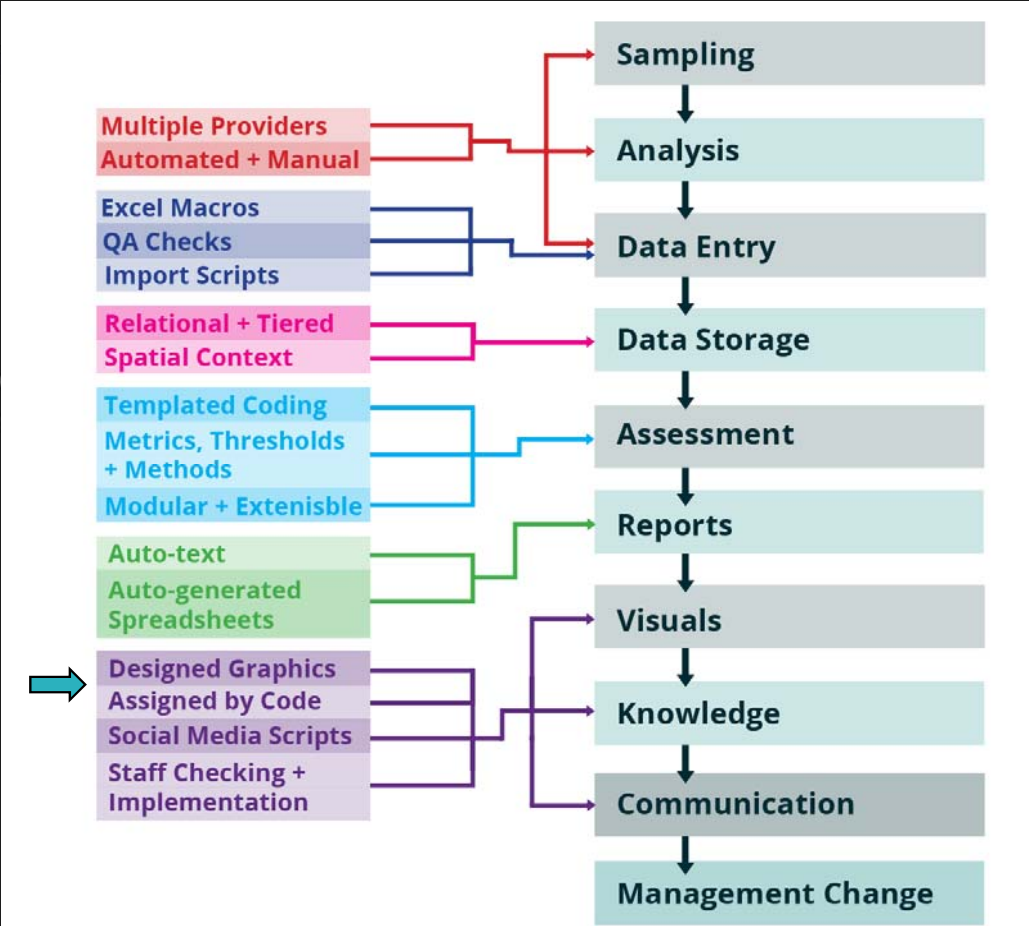 Multiple Providers
Automated + Manual
Excel Macros
QA Checks
Import Scripts
Relational + Tiered
Spatial Context
Templated Coding
Metrics, Thresholds
+ Methods
Modular + Extenisble
Auto-text
Auto-generated
Spreadsheets
Designed Graphics
Assigned by Code
Social Media Scripts
Staff Checking +
Implementation
Sampling
Analysis
Data Entry
Data Storage
Assessment
Reports
Visuals
Knowledge
Communication
Management Change